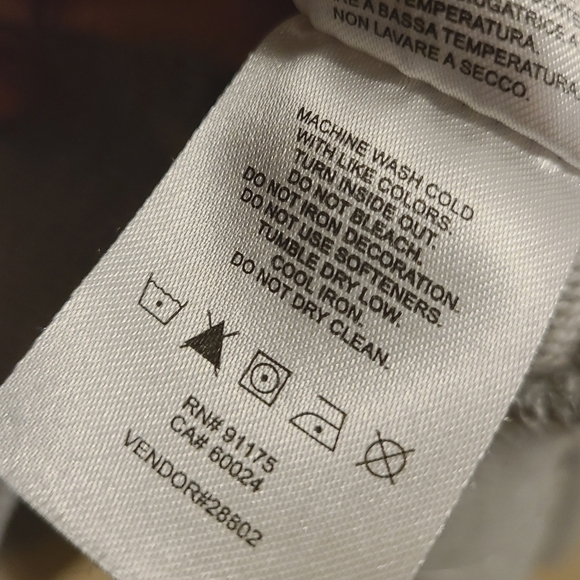 TEMPERATURA.
A BASSA TEMPERATURA.
NON LAVARE A SECCO.
MACHINE WASH COLD
WITH LIKE COLORS.
TURN INSIDE OUT.
DO NOT BLEACH.
DO NOT IRON DECORATION.
DO NOT USE SOFTENERS.
TUMBLE DRY LOW.
COOL IRON.
DO NOT DRY CLEAN.
RN# 91175
CA# 60024
VENDOR#28802